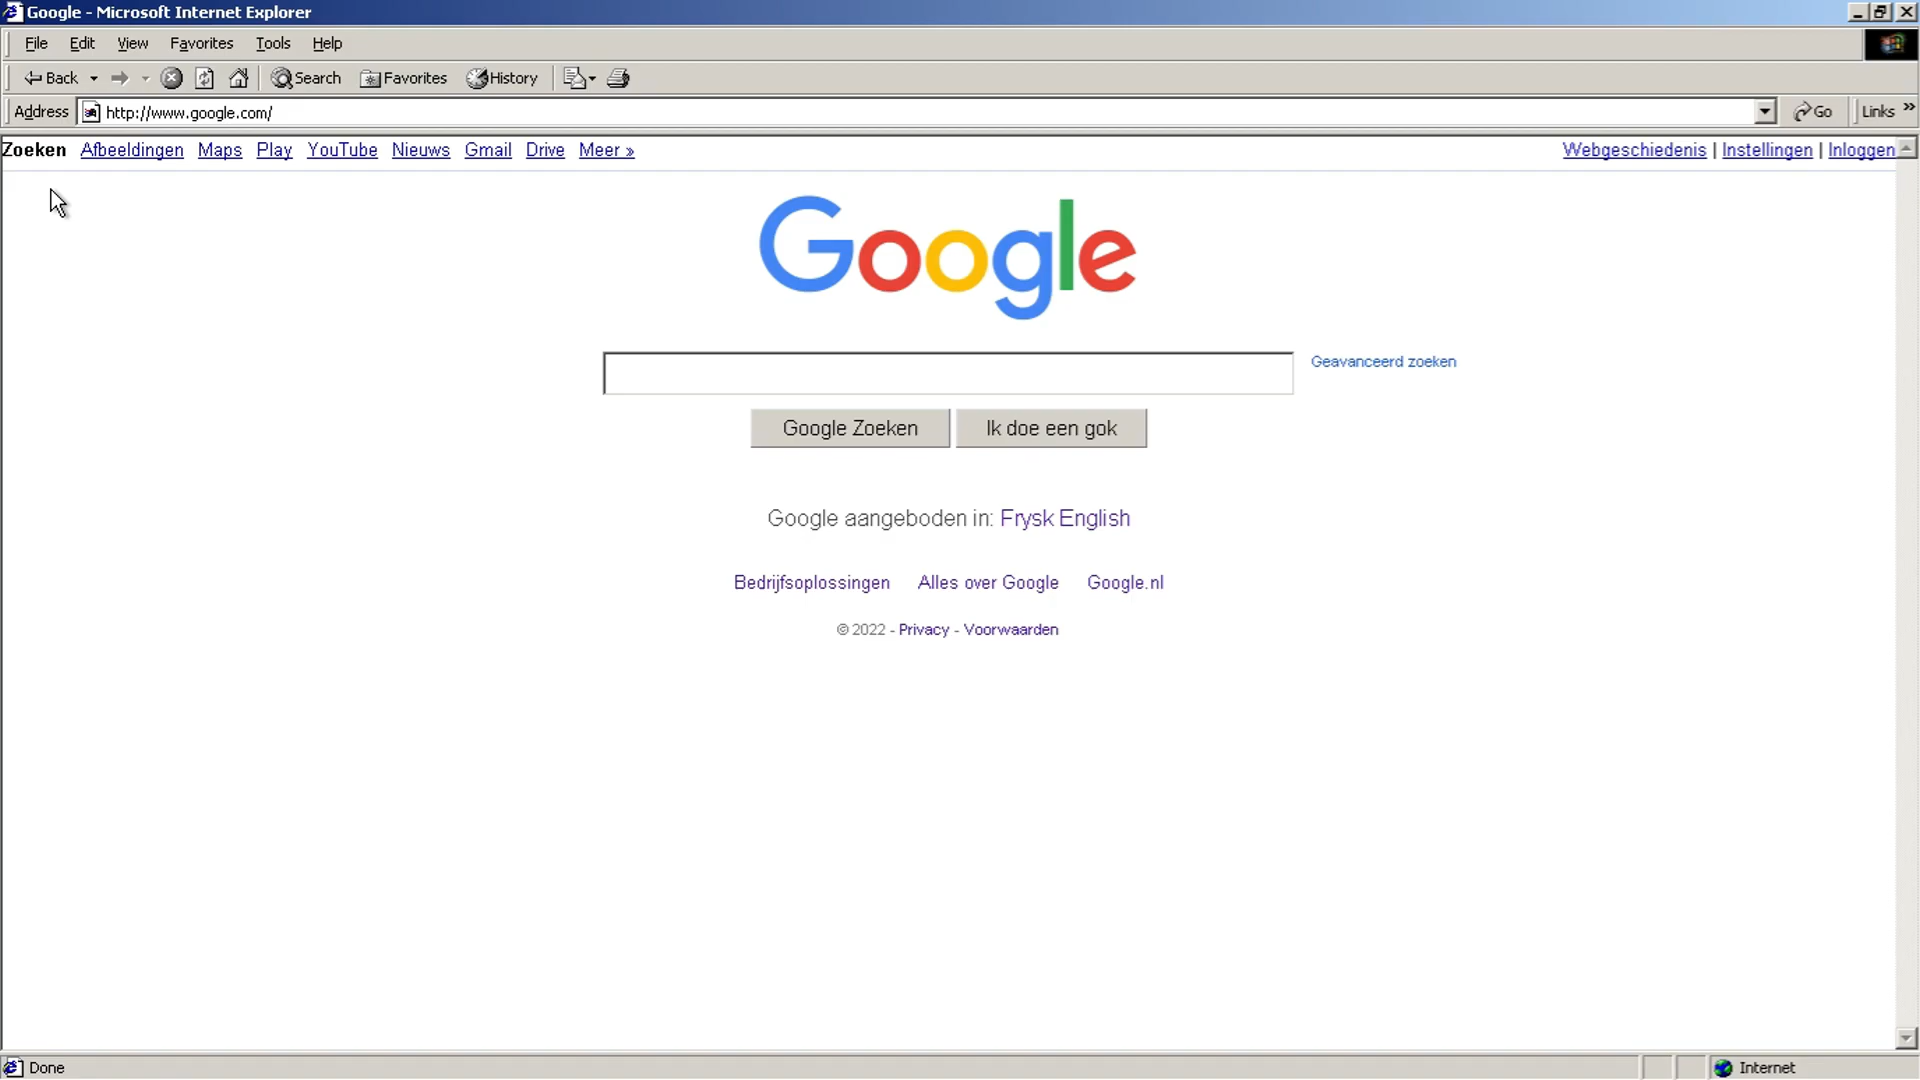 Google - Microsoft Internet Explorer
File Edit View Favorites Tools Help
Back Search Favorites History
Address http://www.google.com/ Go Links »
Zoeken Afbeeldingen Maps Play YouTube Nieuws Gmail Drive Meer » Webgeschiedenis | Instellingen | Inloggen
Google
Geavanceerd zoeken
Google Zoeken Ik doe een gok
Google aangeboden in: Frysk English
Bedrijfsoplossingen Alles over Google Google.nl
© 2022 - Privacy - Voorwaarden
Done Internet